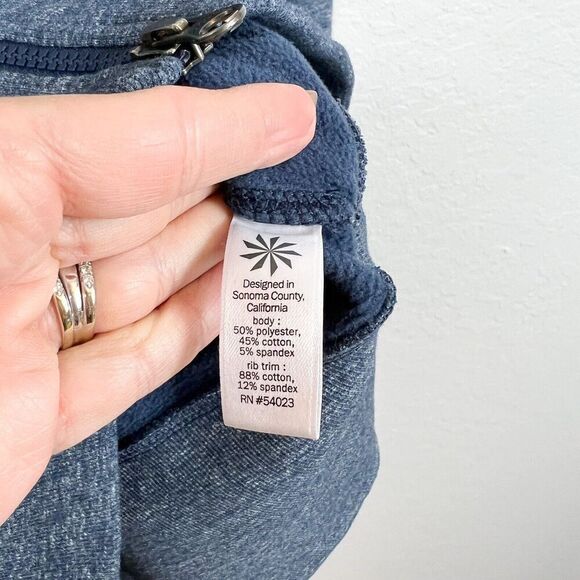 Designed in
Sonoma County,
California
body :
50% polyester,
45% cotton,
5% spandex
rib trim :
88% cotton,
12% spandex
RN #54023